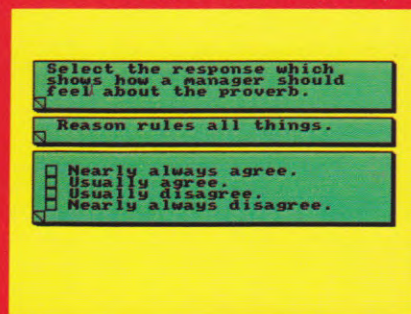 Select the response which
shows how a manager should
feel about the proverb.
Reason rules all things.
Nearly always agree.
Usually agree.
Usually disagree.
Nearly always disagree.